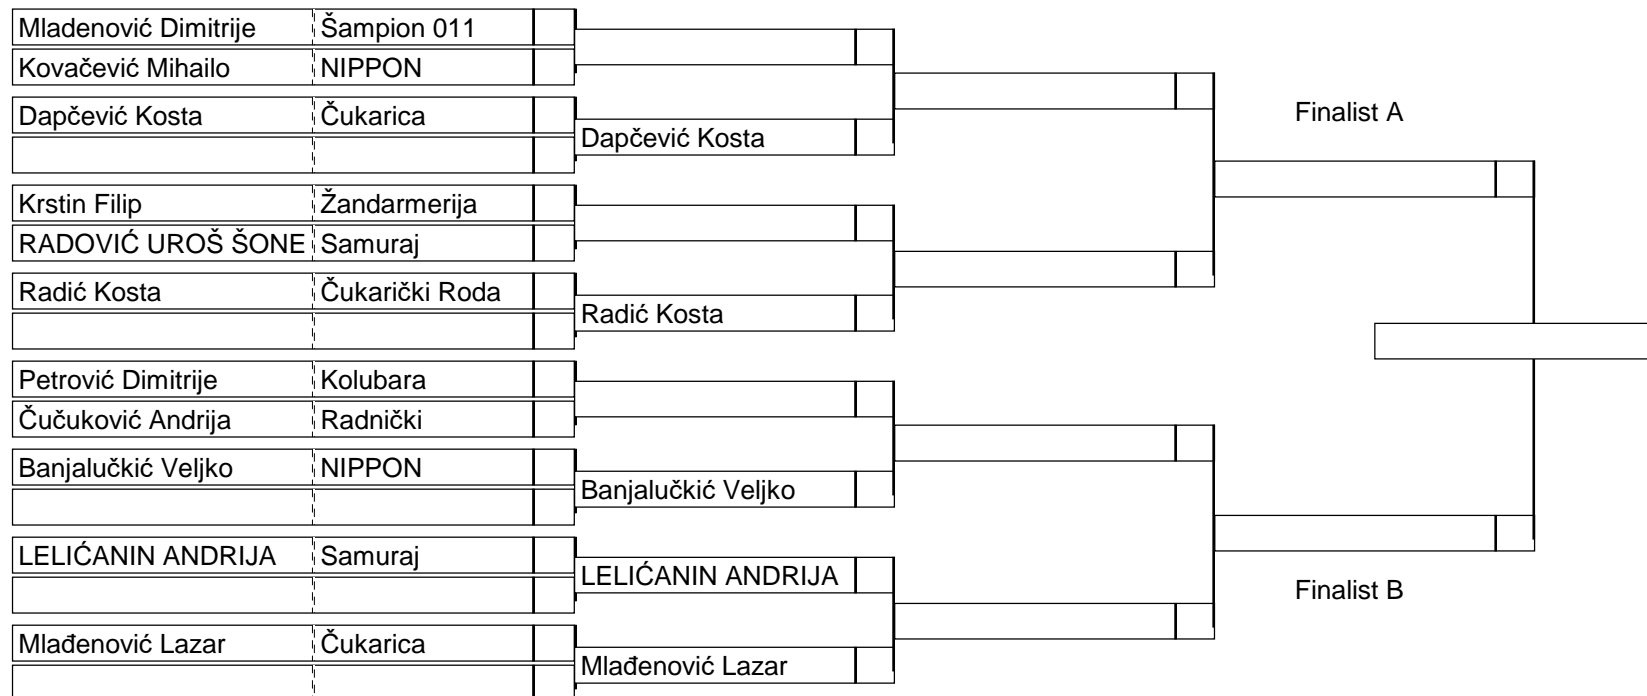 Mladenović Dimitrije Šampion 011
Kovačević Mihailo NIPPON
Dapčević Kosta Čukarica
Dapčević Kosta
Finalist A
Krstin Filip Žandarmerija
RADOVIĆ UROŠ ŠONE Samuraj
Radić Kosta Čukarički Roda
Radić Kosta
Petrović Dimitrije Kolubara
Čučuković Andrija Radnički
Banjalučkić Veljko NIPPON
Banjalučkić Veljko
LELIĆANIN ANDRIJA Samuraj
LELIĆANIN ANDRIJA
Finalist B
Mlađenović Lazar Čukarica
Mlađenović Lazar